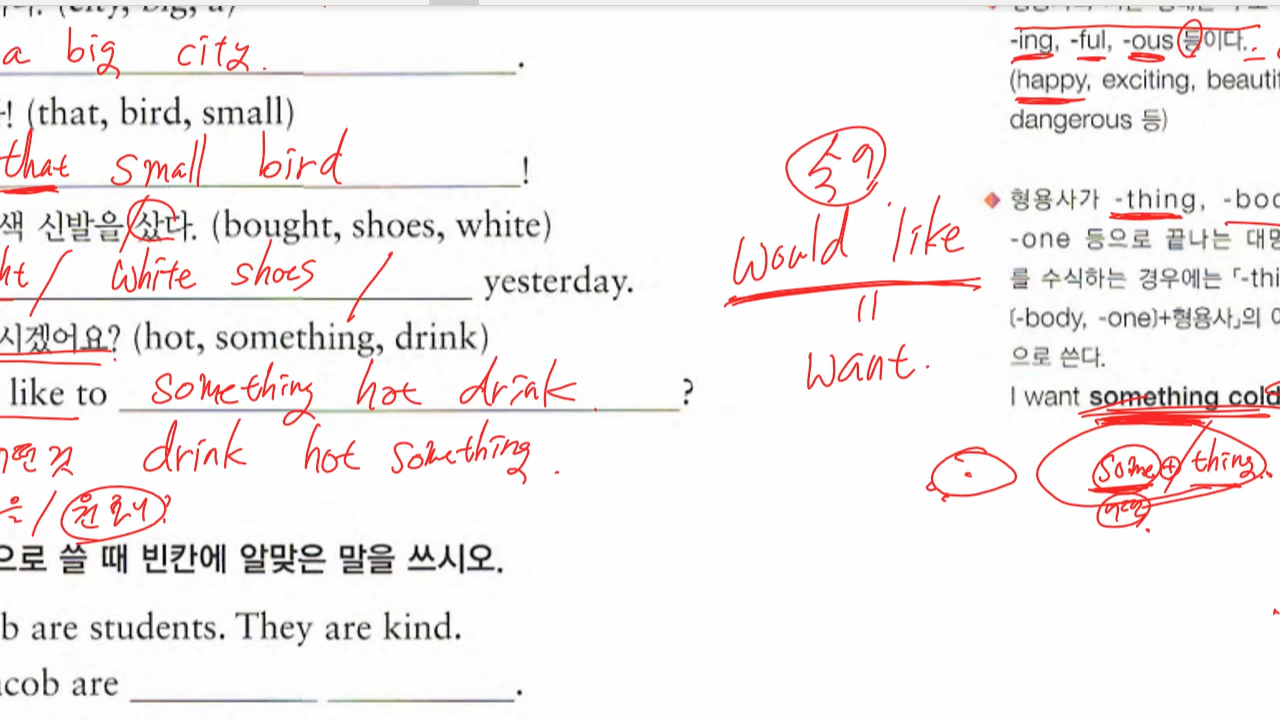 (city, big, a)
a big city.
.
! (that, bird, small)
that small bird !
색 신발을 샀다. (bought, shoes, white)
ht / white shoes / yesterday.
시겠어요? (hot, something, drink)
like to something hot drink. ?
drink hot something.
을 / 원해니?
으로 쓸 때 빈칸에 알맞은 말을 쓰시오.
b are students. They are kind.
acob are .
숙어
would like
=
want.
-ing, -ful, -ous 등이다.
(happy, exciting, beauti
dangerous 등)
형용사가 -thing, -bo
-one 등으로 끝나는 대명
를 수식하는 경우에는 「-thi
(-body, -one)+형용사」의 어
으로 쓴다.
I want something cold
some + thing.
어떤